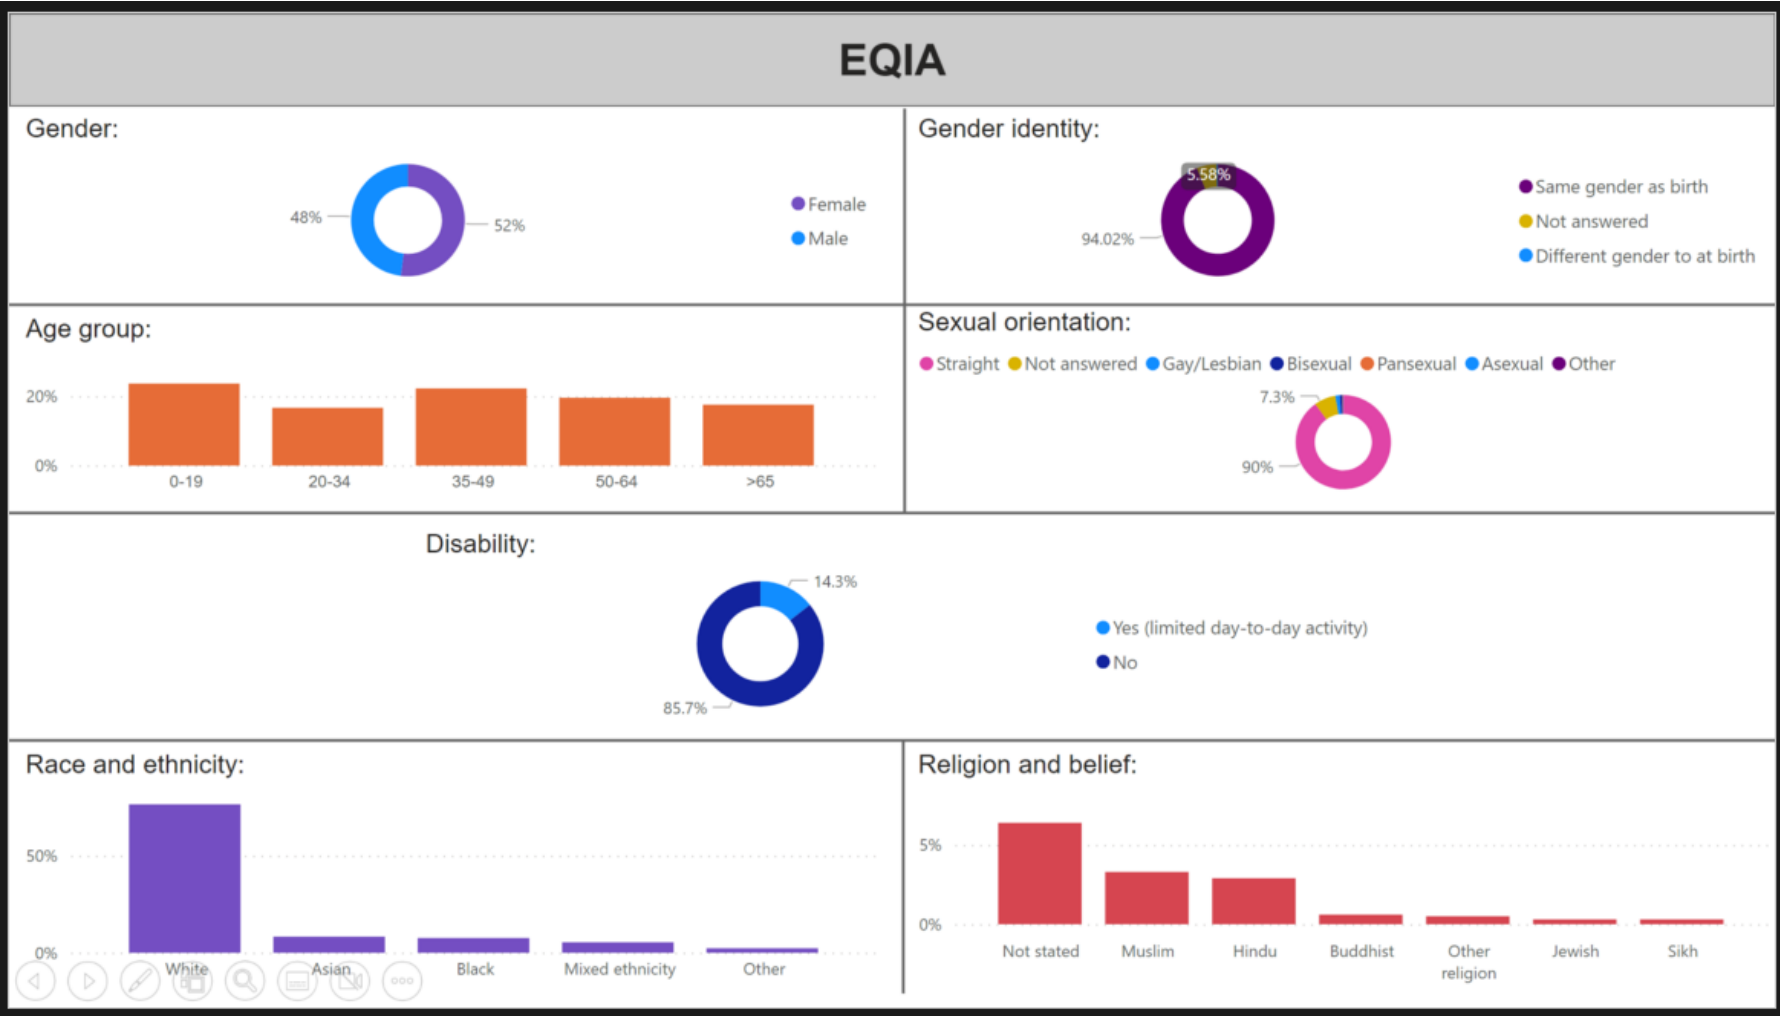 EQIA
Gender:
48%
52%
Female
Male
Gender identity:
5.58%
94.02%
Same gender as birth
Not answered
Different gender to at birth
Age group:
20%
0%
0-19
20-34
35-49
50-64
>65
Sexual orientation:
Straight Not answered Gay/Lesbian Bisexual Pansexual Asexual Other
7.3%
90%
Disability:
14.3%
85.7%
Yes (limited day-to-day activity)
No
Race and ethnicity:
50%
0%
White
Asian
Black
Mixed ethnicity
Other
Religion and belief:
5%
0%
Not stated
Muslim
Hindu
Buddhist
Other
religion
Jewish
Sikh